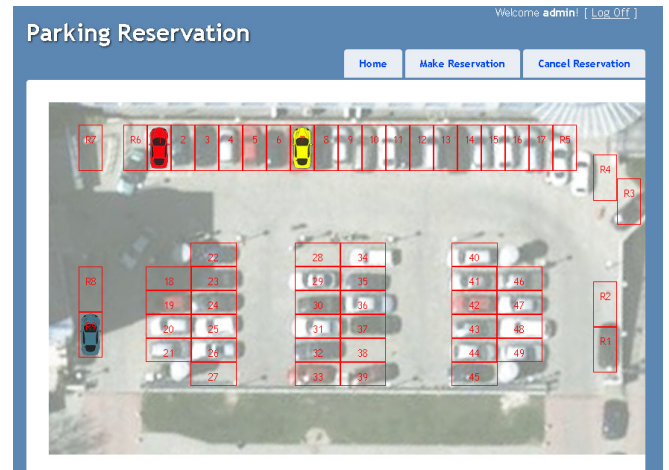 Welcome admin! [ Log Off ]
Parking Reservation
Home Make Reservation Cancel Reservation
R7 R6 2 3 4 5 6 8 9 10 11 12 13 14 15 16 17 R5
R4
R3
22 28 34 40
R8 18 23 29 35 41 46
19 24 30 36 42 47 R2
20 25 31 37 43 48
R9 R1
21 26 32 38 44 49
27 33 39 45